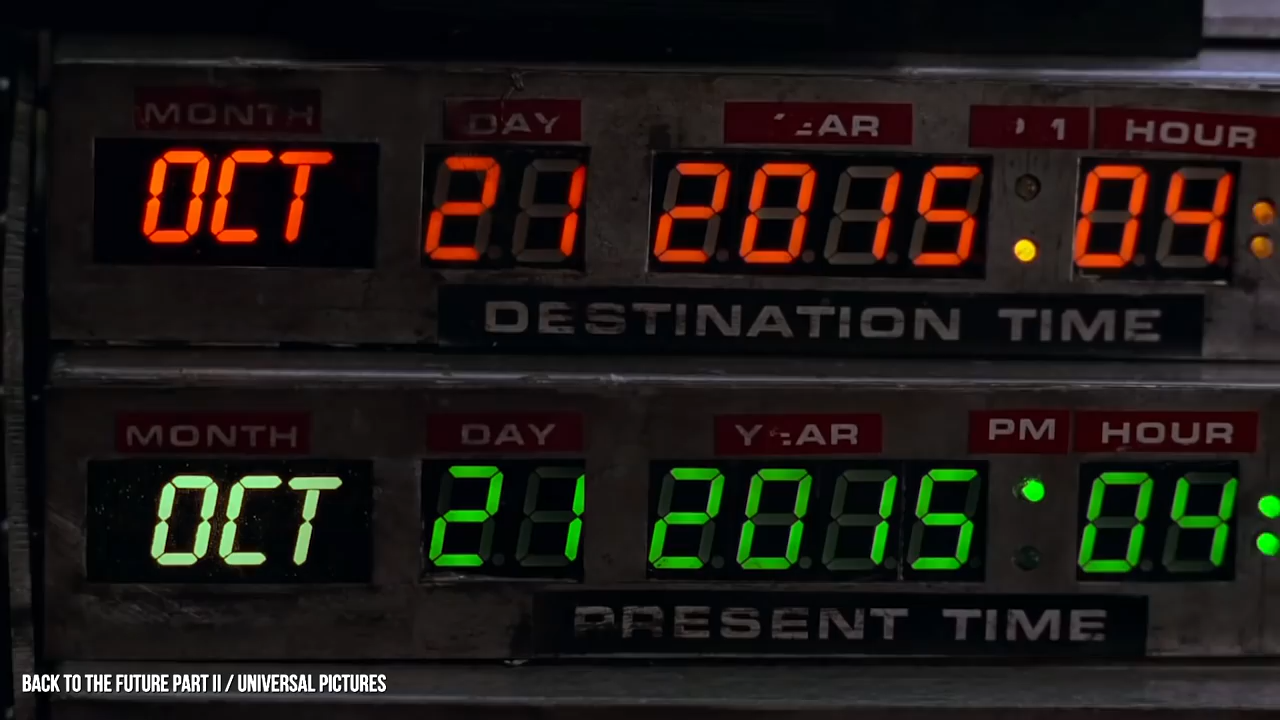 MONTH DAY HOUR
OCT 21 2015 04
DESTINATION TIME
MONTH DAY PM HOUR
OCT 21 2015 04
PRESENT TIME
BACK TO THE FUTURE PART II / UNIVERSAL PICTURES